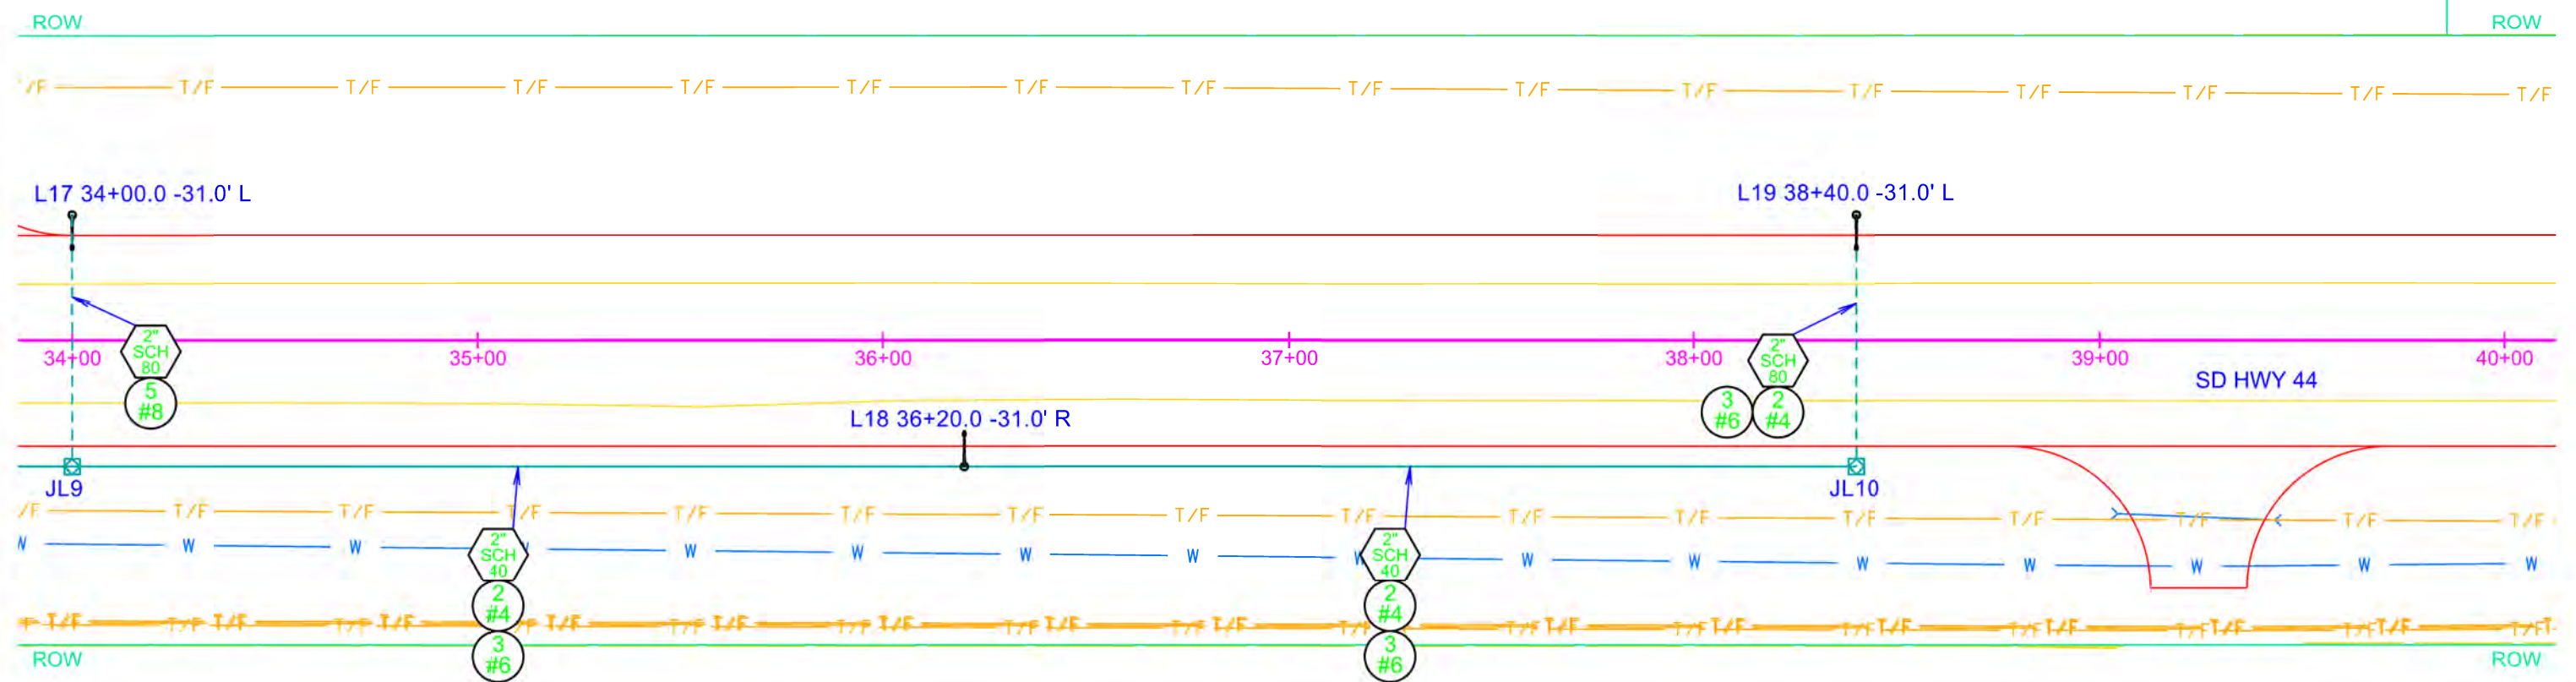 ROW ROW
/F T/F T/F T/F T/F T/F T/F T/F T/F T/F T/F T/F T/F T/F T/F T/F
L17 34+00.0 -31.0' L
L19 38+40.0 -31.0' L
34+00 35+00 36+00 37+00 38+00 39+00 40+00
2"
SCH
80
5
#8
2"
SCH
80
3
#6
2
#4
SD HWY 44
L18 36+20.0 -31.0' R
JL9
JL10
/F T/F T/F T/F T/F T/F T/F T/F T/F T/F T/F T/F T/F T/F T/F T/F
W W W W W W W W W W W W W W W
2"
SCH
40
2
#4
3
#6
2"
SCH
40
2
#4
3
#6
ROW ROW